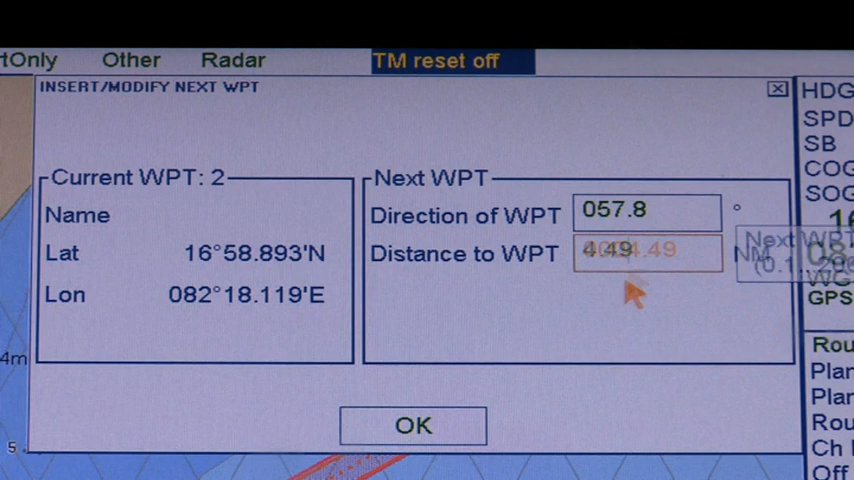 tOnly Other Radar TM reset off
INSERT/MODIFY NEXT WPT
HDG
SPD
SB
COG
SOG
Current WPT: 2
Name
Lat 16°58.893'N
Lon 082°18.119'E
Next WPT
Direction of WPT 057.8 °
Distance to WPT 4.49 NM
Next WPT
GPS
OK
4m
5
Rou
Plan
Plan
Rou
Ch
Off